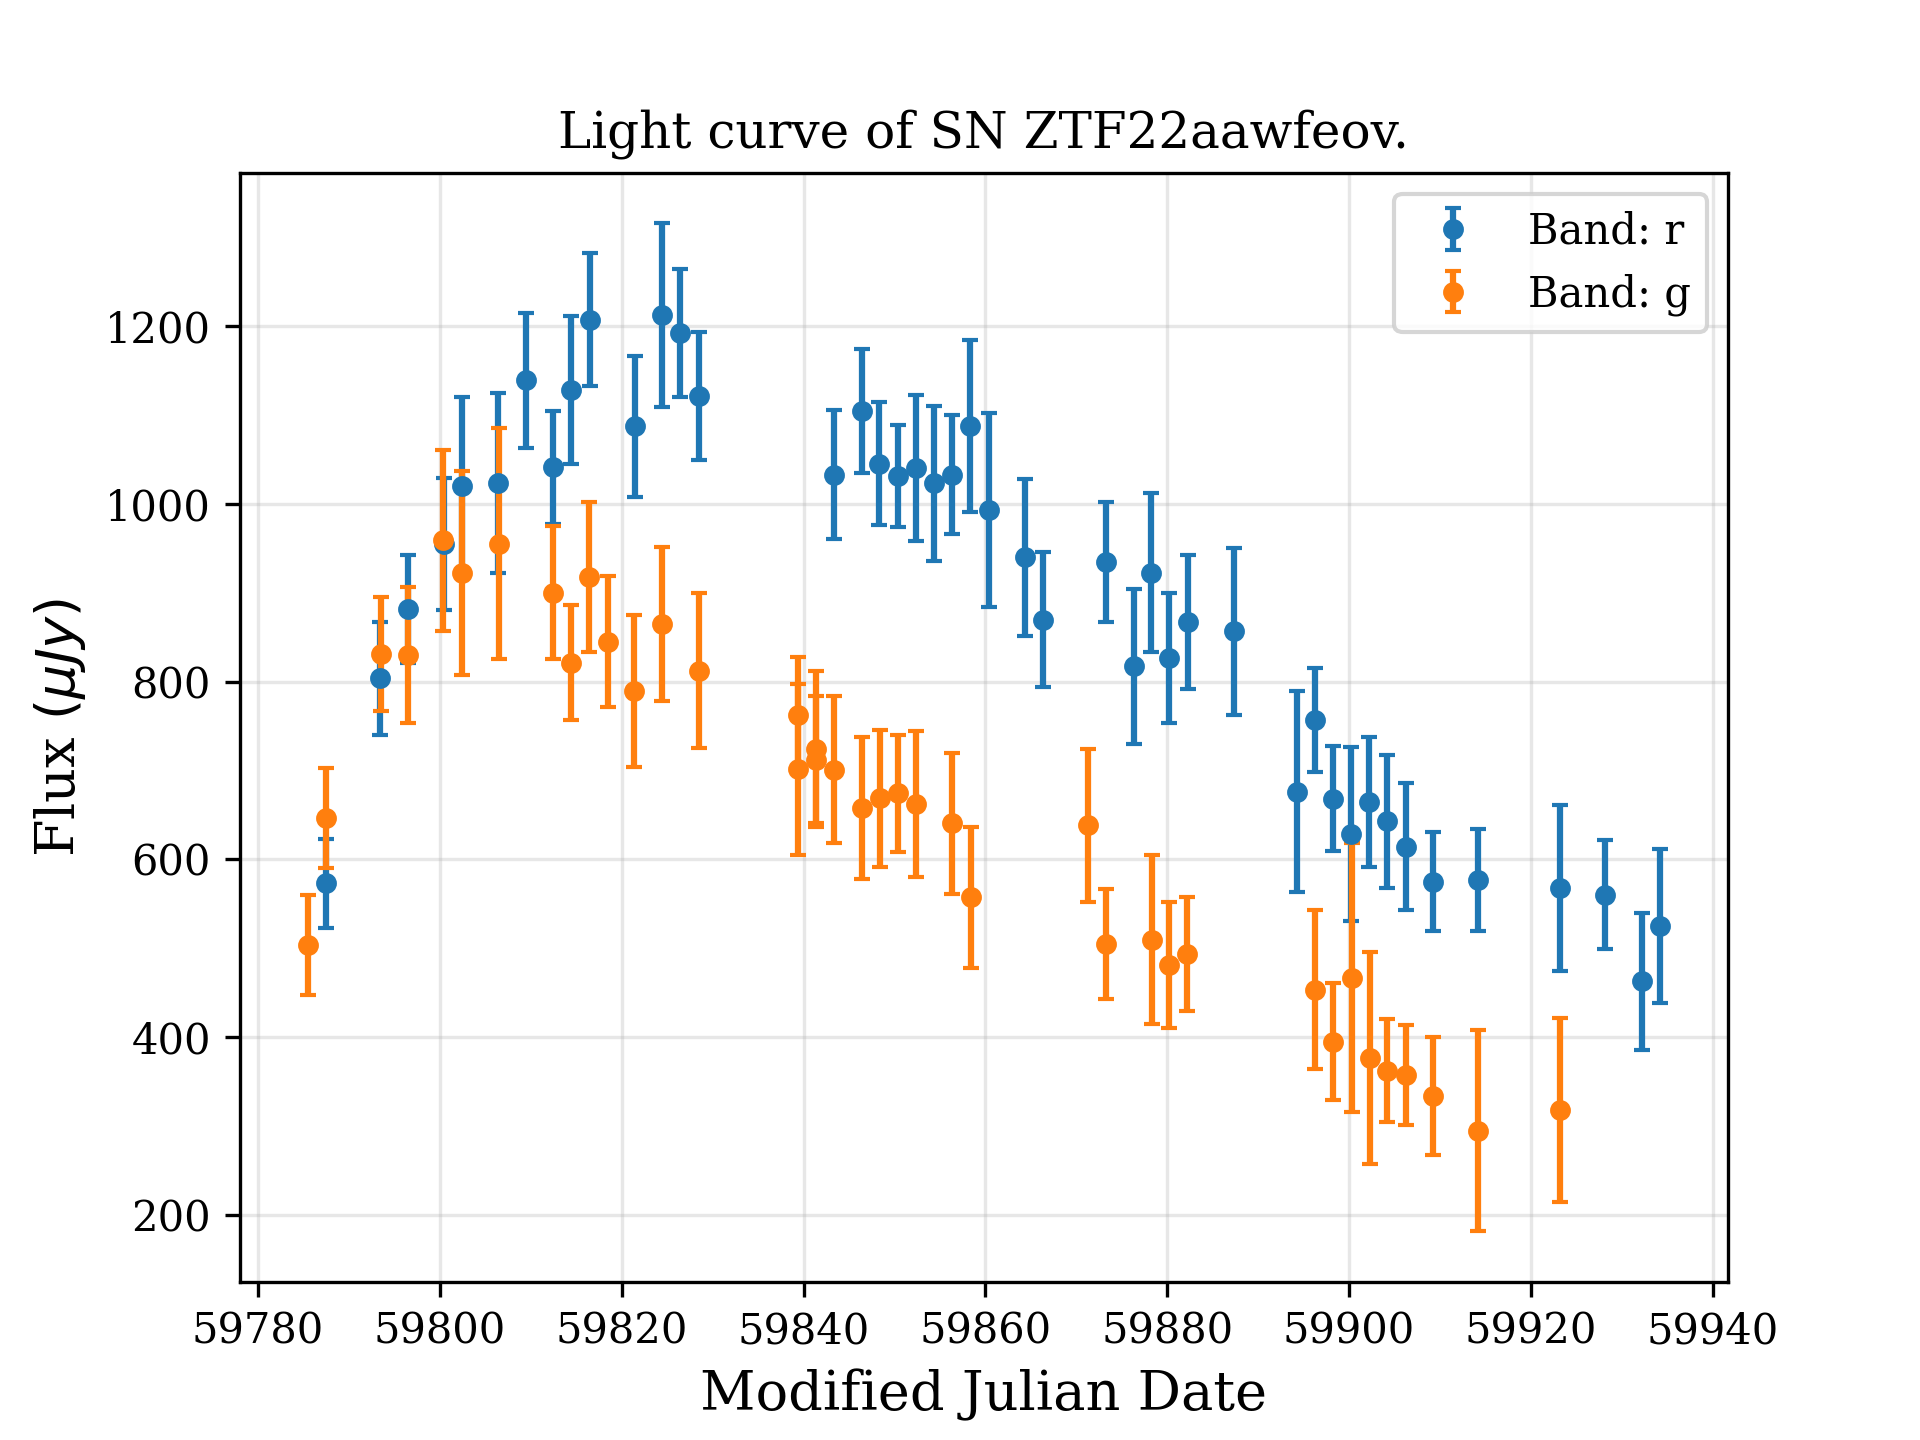 Light curve of SN ZTF22aawfeov.
Band: r
Band: g
1200
1000
800
600
400
200
Flux (μJy)
59780 59800 59820 59840 59860 59880 59900 59920 59940
Modified Julian Date